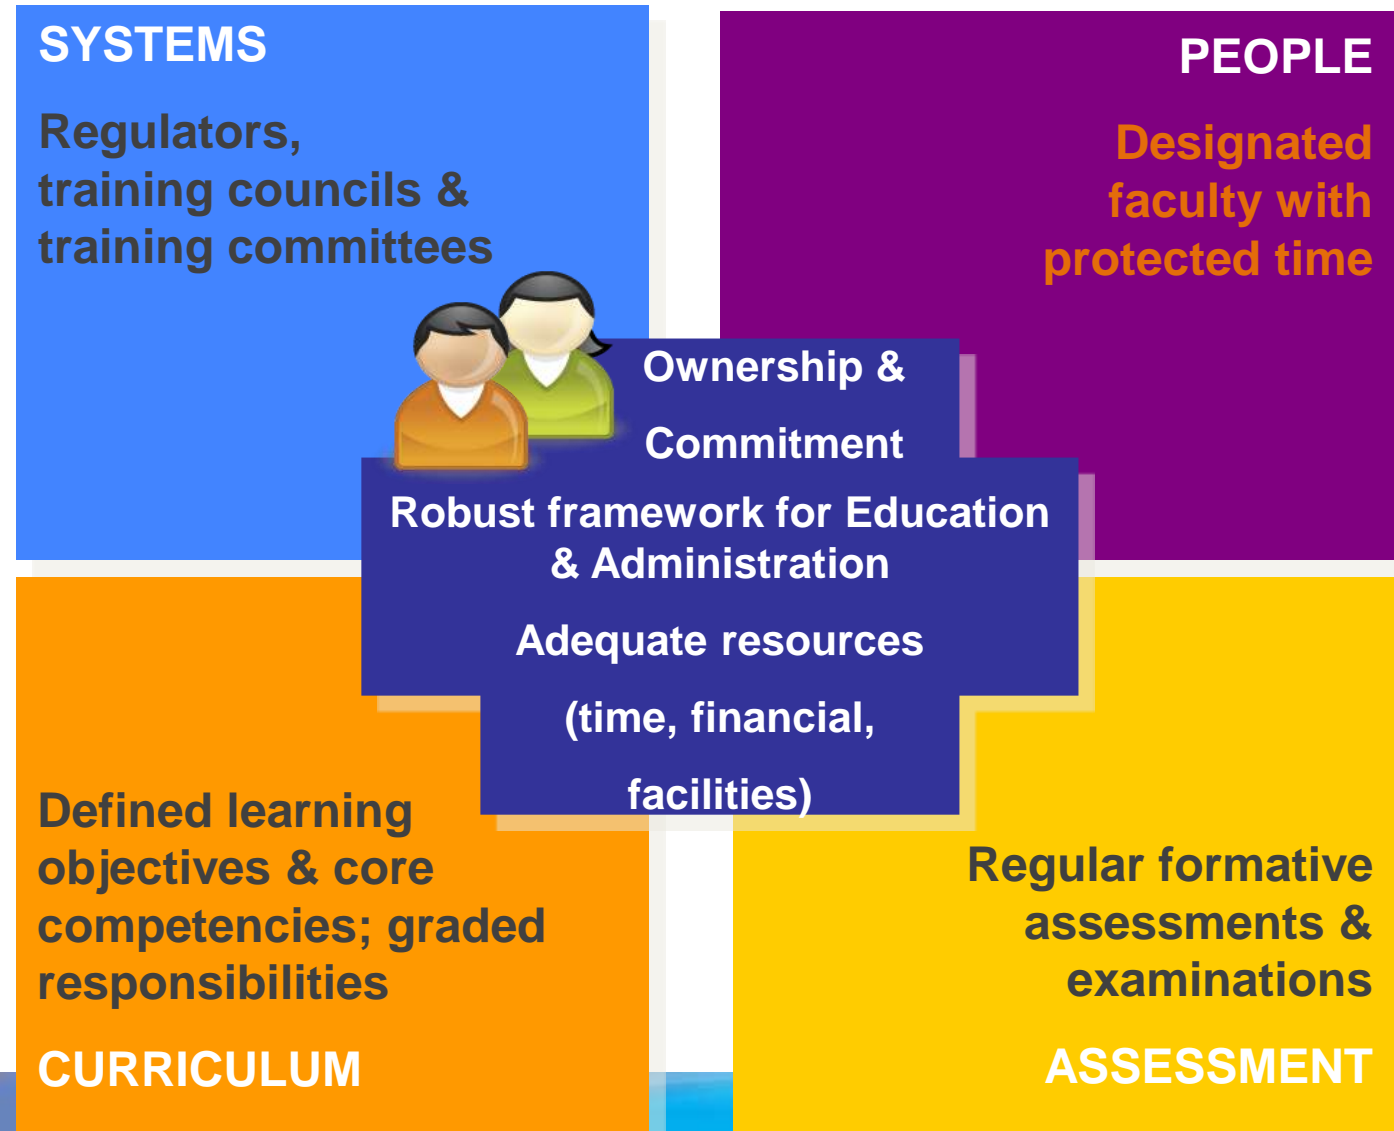 SYSTEMS
Regulators,
training councils &
training committees
PEOPLE
Designated
faculty with
protected time
Ownership &
Commitment
Robust framework for Education
& Administration
Adequate resources
(time, financial,
facilities)
Defined learning
objectives & core
competencies; graded
responsibilities
CURRICULUM
Regular formative
assessments &
examinations
ASSESSMENT